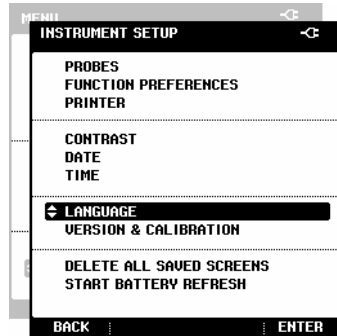 MENU
INSTRUMENT SETUP
PROBES
FUNCTION PREFERENCES
PRINTER
CONTRAST
DATE
TIME
LANGUAGE
VERSION & CALIBRATION
DELETE ALL SAVED SCREENS
START BATTERY REFRESH
BACK
ENTER